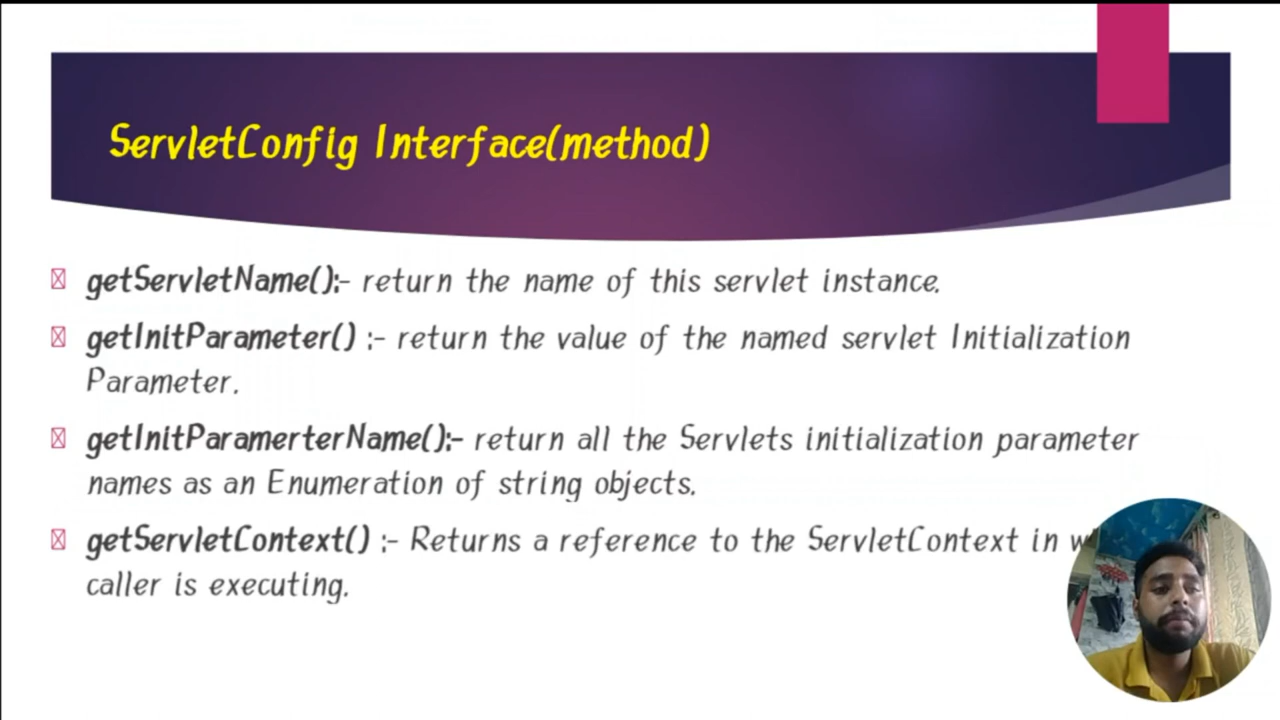 ServletConfig Interface(method)
getServletName():- return the name of this servlet instance.
getInitParameter() :- return the value of the named servlet Initialization
Parameter.
getInitParamerterName():- return all the Servlets initialization parameter
names as an Enumeration of string objects.
getServletContext() :- Returns a reference to the ServletContext in
caller is executing.